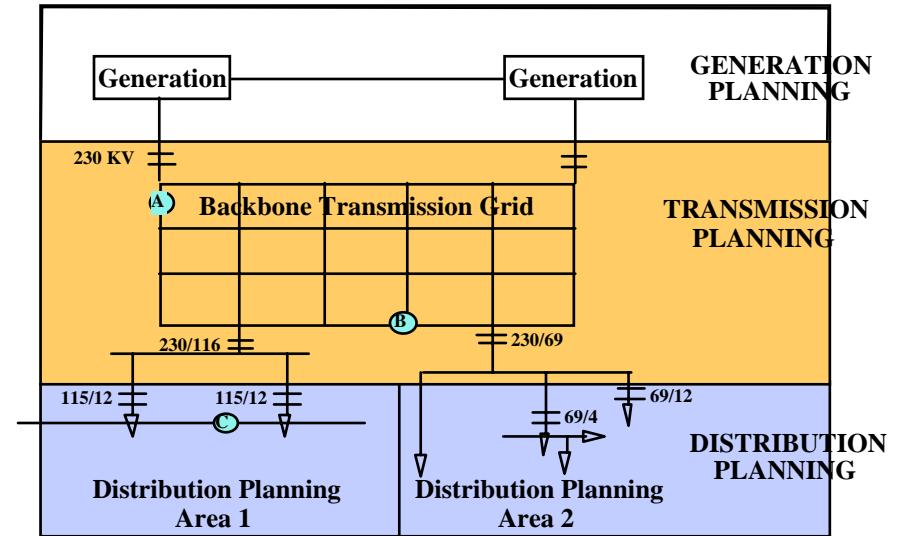 Generation
Generation
GENERATION
PLANNING
230 KV
A
Backbone Transmission Grid
TRANSMISSION
PLANNING
B
230/116
230/69
115/12
115/12
69/12
C
69/4
DISTRIBUTION
PLANNING
Distribution Planning
Area 1
Distribution Planning
Area 2